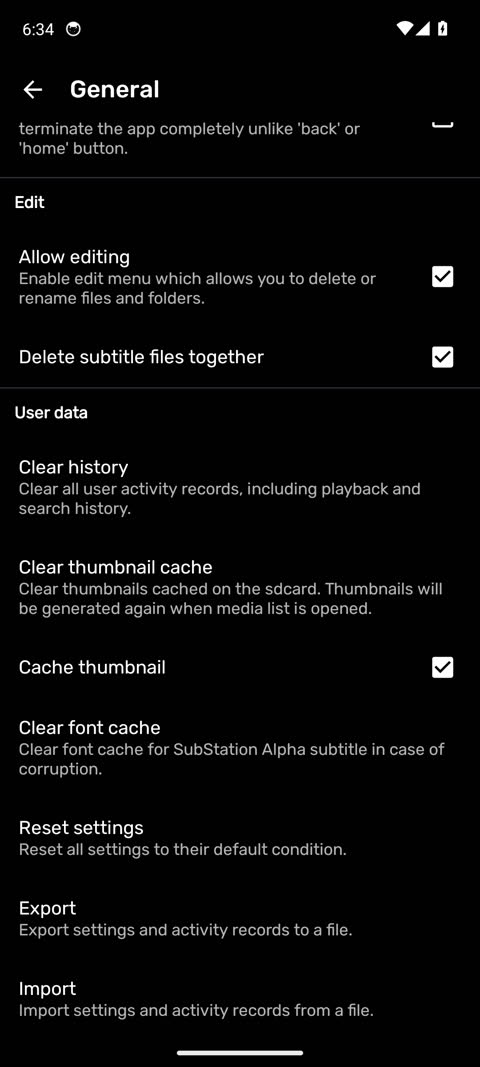 6:34
General
terminate the app completely unlike 'back' or
'home' button.
Edit
Allow editing
Enable edit menu which allows you to delete or
rename files and folders.
Delete subtitle files together
User data
Clear history
Clear all user activity records, including playback and
search history.
Clear thumbnail cache
Clear thumbnails cached on the sdcard. Thumbnails will
be generated again when media list is opened.
Cache thumbnail
Clear font cache
Clear font cache for SubStation Alpha subtitle in case of
corruption.
Reset settings
Reset all settings to their default condition.
Export
Export settings and activity records to a file.
Import
Import settings and activity records from a file.